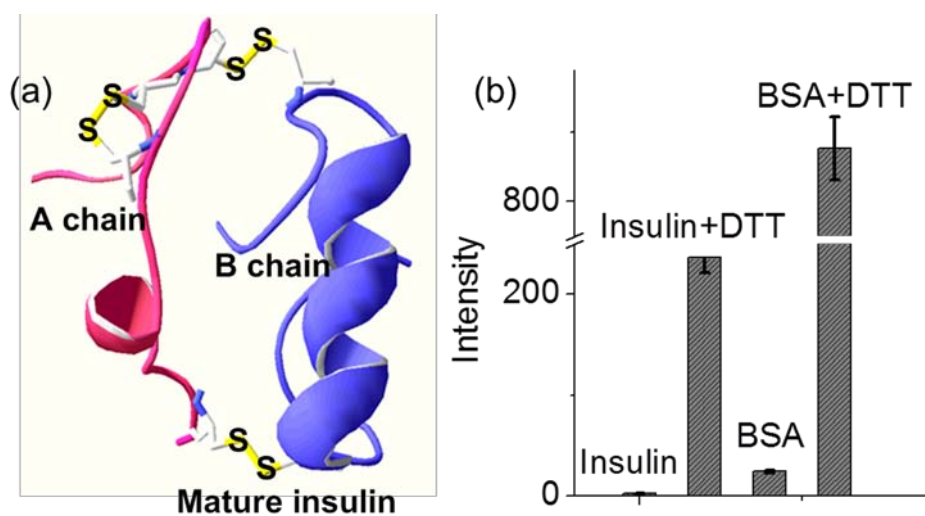 (a)
S S
S
S
A chain
B chain
S
S
Mature insulin
(b)
BSA+DTT
800
Insulin+DTT
200
Intensity
BSA
Insulin
0